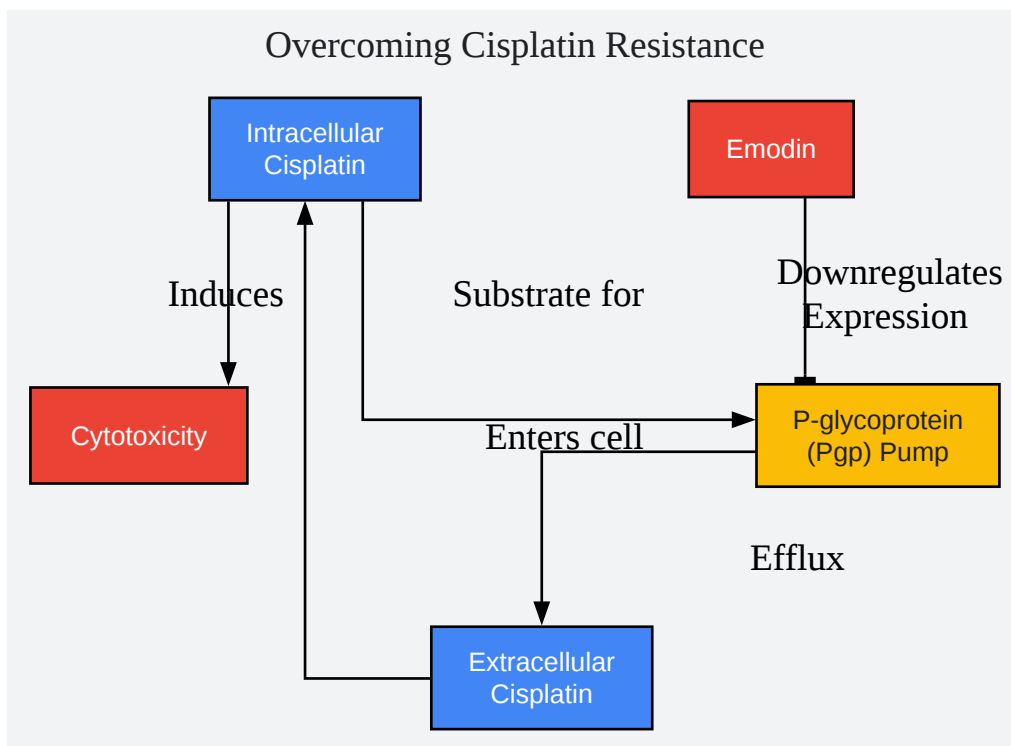 Overcoming Cisplatin Resistance
Intracellular
Cisplatin
Emodin
Induces
Substrate for
Downregulates
Expression
Cytotoxicity
Enters cell
P-glycoprotein
(Pgp) Pump
Efflux
Extracellular
Cisplatin